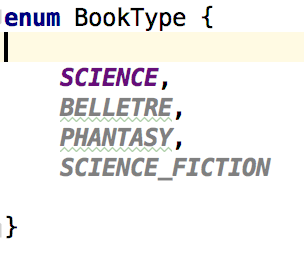 enum BookType {
SCIENCE,
BELLETRE,
PHANTASY,
SCIENCE_FICTION
}